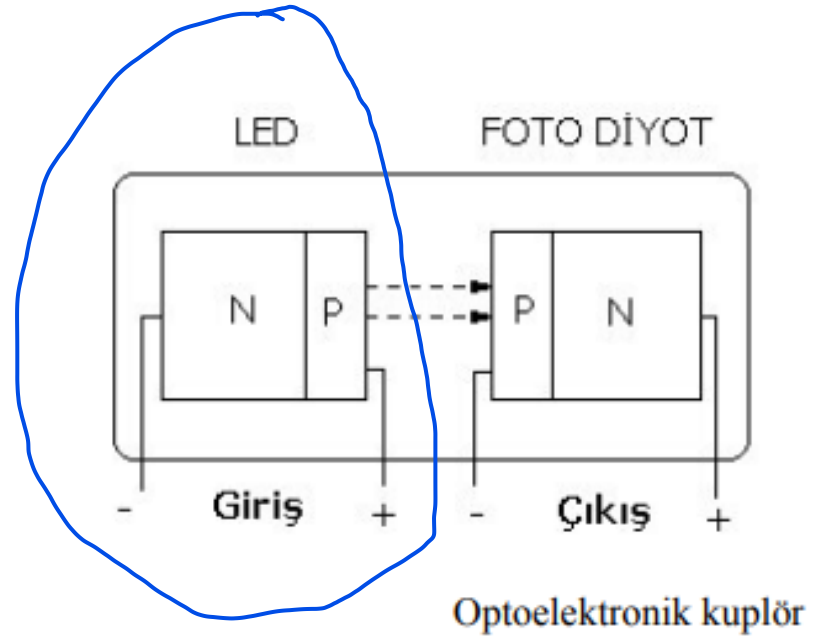 LED FOTO DİYOT
N P P N
- Giriş + - Çıkış +
Optoelektronik kuplör